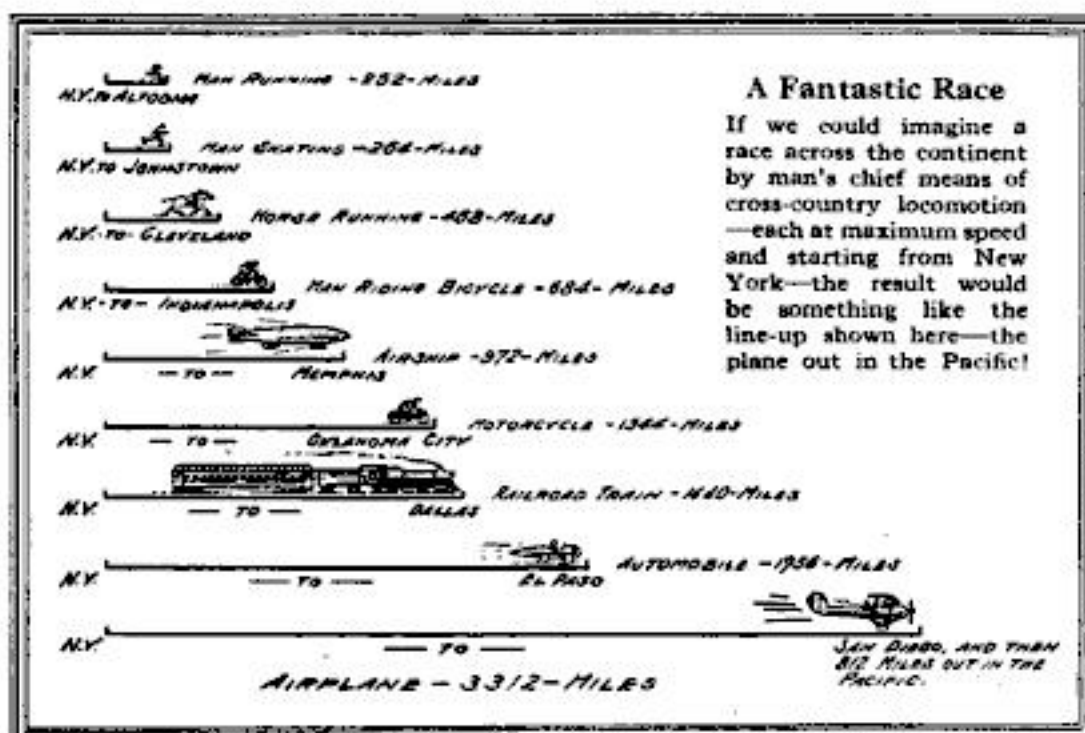 MAN RUNNING -252-MILES
N.Y. TO ALTOONA
MAN SKATING -264-MILES
N.Y. TO JOHNSTOWN
HORSE RUNNING -468-MILES
N.Y.-TO-CLEVELAND
MAN RIDING BICYCLE -684-MILES
N.Y.-TO-INDIANAPOLIS
AIRSHIP -972-MILES
N.Y. — TO — MEMPHIS
MOTORCYCLE -1344-MILES
N.Y. — TO — OKLAHOMA CITY
RAILROAD TRAIN -1440-MILES
N.Y. — TO — DALLAS
AUTOMOBILE -1956-MILES
N.Y. — TO — EL PASO
N.Y. — TO — SAN DIEGO, AND THEN
812 MILES OUT IN THE
PACIFIC.
AIRPLANE - 3312-MILES
A Fantastic Race
If we could imagine a
race across the continent
by man's chief means of
cross-country locomotion
—each at maximum speed
and starting from New
York—the result would
be something like the
line-up shown here—the
plane out in the Pacific!